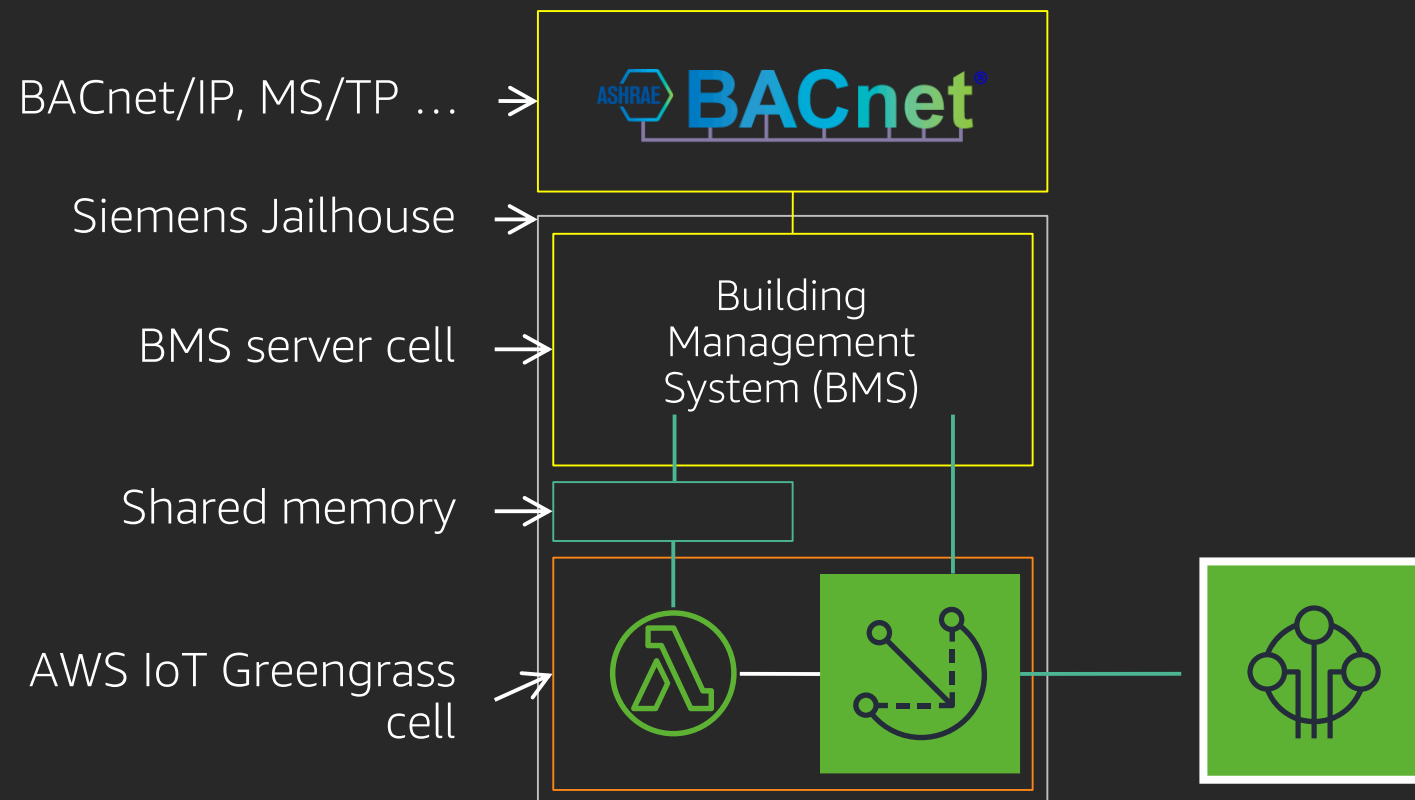 BACnet/IP, MS/TP ...
ASHRAE BACnet®
Siemens Jailhouse
BMS server cell
Building
Management
System (BMS)
Shared memory
AWS IoT Greengrass
cell